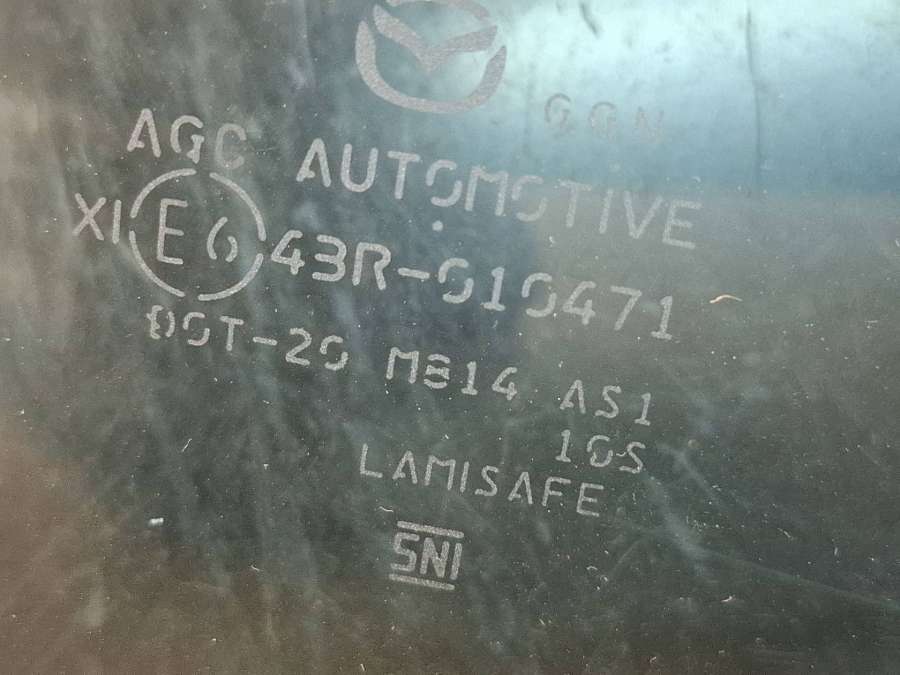 AGC AUTOMOTIVE
XI E6 43R-010471
DOT-20 M814 AS1
10S
LAMISAFE
SNI